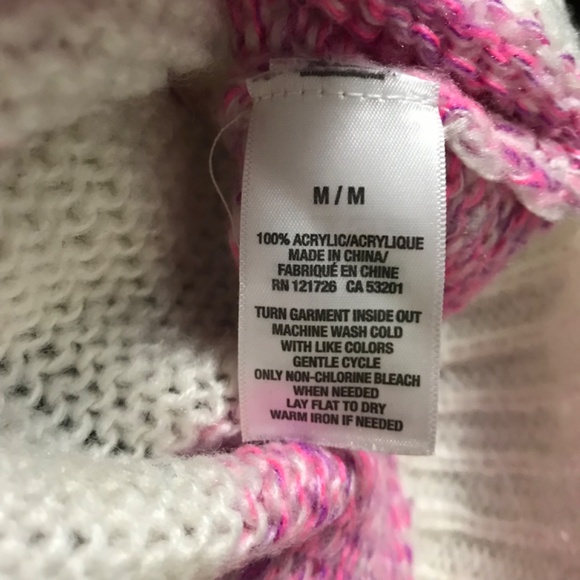 M / M
100% ACRYLIC/ACRYLIQUE
MADE IN CHINA/
FABRIQUÉ EN CHINE
RN 121726 CA 53201
TURN GARMENT INSIDE OUT
MACHINE WASH COLD
WITH LIKE COLORS
GENTLE CYCLE
ONLY NON-CHLORINE BLEACH
WHEN NEEDED
LAY FLAT TO DRY
WARM IRON IF NEEDED